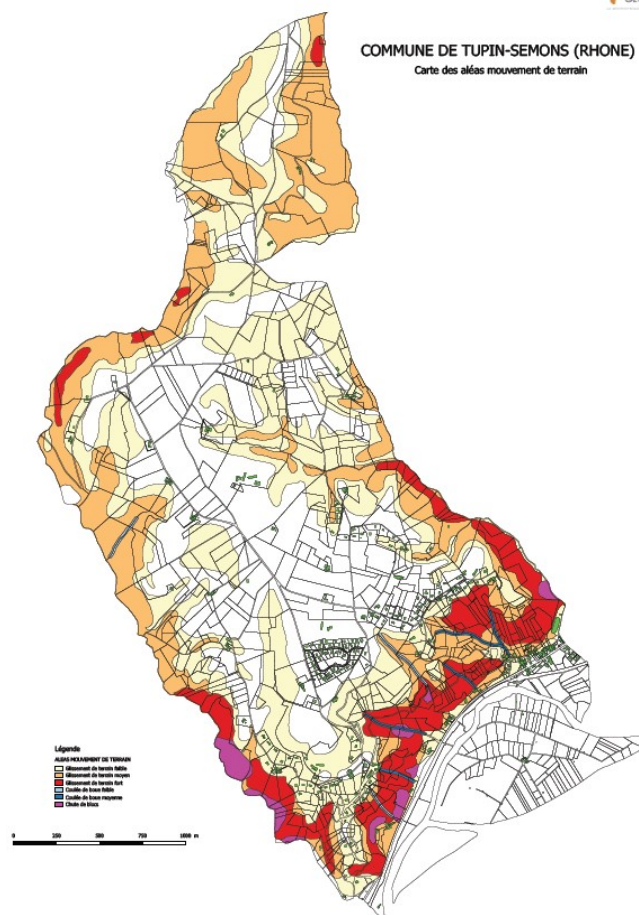 COMMUNE DE TUPIN-SEMONS (RHONE)
Carte des aléas mouvement de terrain
Légende
ALEAS MOUVEMENT DE TERRAIN
Glissement de terrain faible
Glissement de terrain moyen
Glissement de terrain fort
Coulée de boue faible
Coulée de boue moyenne
Chute de blocs
0 250 500 750 1000 m